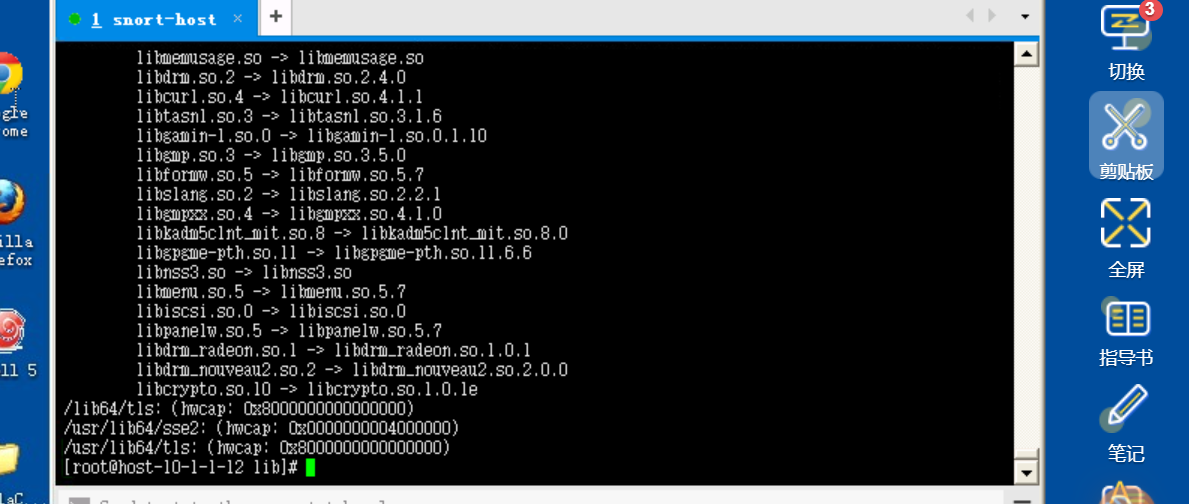 1 snort-host × +
3
切换
剪贴板
全屏
指导书
笔记
ome
efox
ll 5
libmemusage.so -> libmemusage.so
libdrm.so.2 -> libdrm.so.2.4.0
libcurl.so.4 -> libcurl.so.4.1.1
libtasn1.so.3 -> libtasn1.so.3.1.6
libgamin-1.so.0 -> libgamin-1.so.0.1.10
libgmp.so.3 -> libgmp.so.3.5.0
libformw.so.5 -> libformw.so.5.7
libslang.so.2 -> libslang.so.2.2.1
libgmpxx.so.4 -> libgmpxx.so.4.1.0
libkadm5clnt_mit.so.8 -> libkadm5clnt_mit.so.8.0
libgpgme-pth.so.11 -> libgpgme-pth.so.11.6.6
libnss3.so -> libnss3.so
libmenu.so.5 -> libmenu.so.5.7
libiscsi.so.0 -> libiscsi.so.0
libpanelw.so.5 -> libpanelw.so.5.7
libdrm_radeon.so.1 -> libdrm_radeon.so.1.0.1
libdrm_nouveau2.so.2 -> libdrm_nouveau2.so.2.0.0
libcrypto.so.10 -> libcrypto.so.1.0.1e
/lib64/tls: (hwcap: 0x8000000000000000)
/usr/lib64/sse2: (hwcap: 0x0000000004000000)
/usr/lib64/tls: (hwcap: 0x8000000000000000)
[root@host-10-1-1-12 lib]#